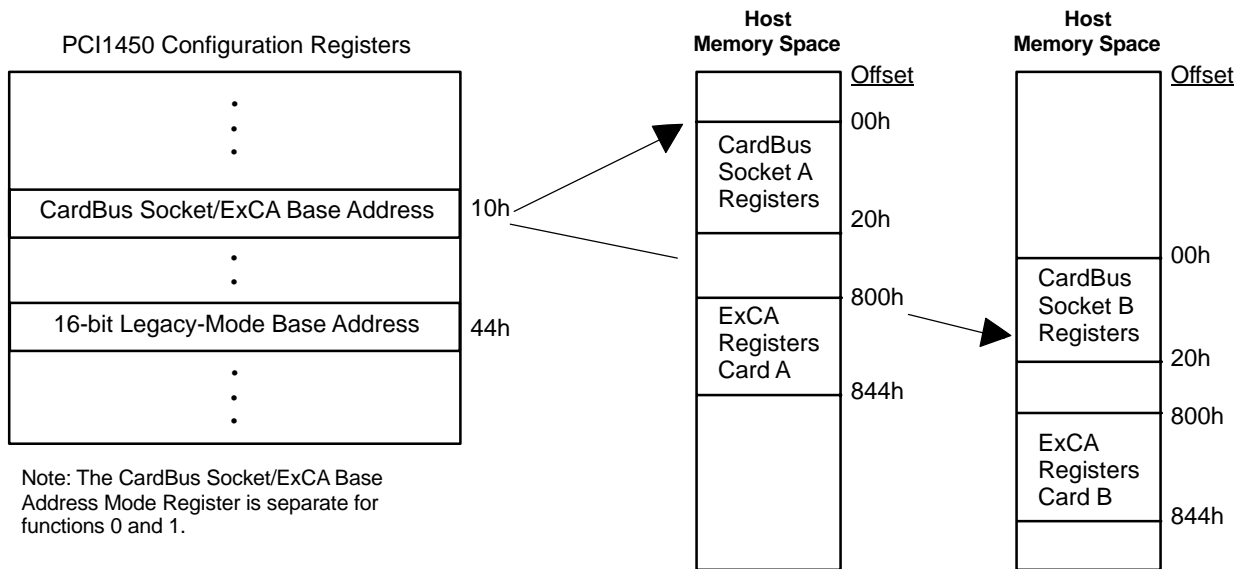 PCI1450 Configuration Registers
CardBus Socket/ExCA Base Address
10h
16-bit Legacy-Mode Base Address
44h
Note: The CardBus Socket/ExCA Base
Address Mode Register is separate for
functions 0 and 1.
Host
Memory Space
Offset
00h
CardBus
Socket A
Registers
20h
800h
ExCA
Registers
Card A
844h
Host
Memory Space
Offset
00h
CardBus
Socket B
Registers
20h
800h
ExCA
Registers
Card B
844h